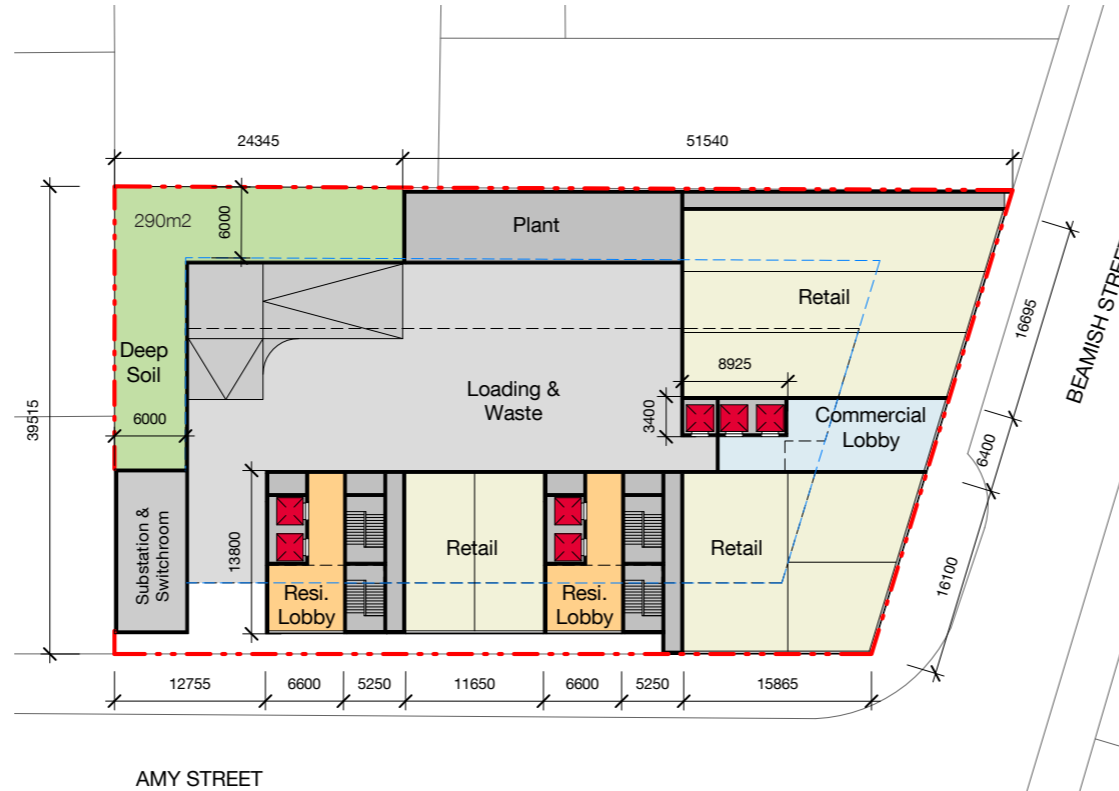 24345
51540
290m2
6000
Plant
Retail
16695
BEAMISH STREET
39515
Deep
Soil
8925
Loading &
Waste
3400
Commercial
Lobby
6000
6400
Substation &
Switchroom
13800
Retail
Retail
16100
Resi.
Lobby
Resi.
Lobby
12755
6600
5250
11650
6600
5250
15865
AMY STREET